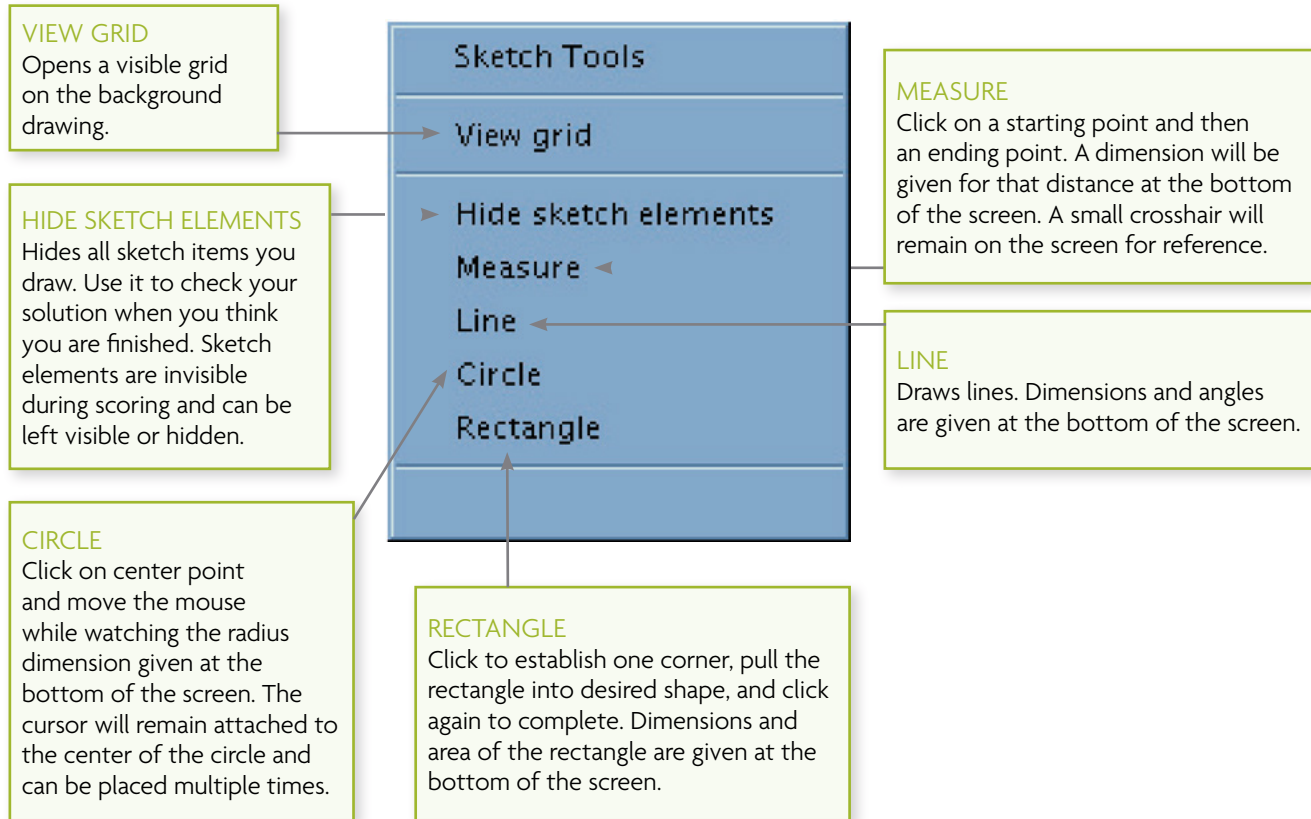 VIEW GRID
Opens a visible grid
on the background
drawing.
HIDE SKETCH ELEMENTS
Hides all sketch items you
draw. Use it to check your
solution when you think
you are finished. Sketch
elements are invisible
during scoring and can be
left visible or hidden.
CIRCLE
Click on center point
and move the mouse
while watching the radius
dimension given at the
bottom of the screen. The
cursor will remain attached to
the center of the circle and
can be placed multiple times.
Sketch Tools
View grid
Hide sketch elements
Measure
Line
Circle
Rectangle
RECTANGLE
Click to establish one corner, pull the
rectangle into desired shape, and click
again to complete. Dimensions and
area of the rectangle are given at the
bottom of the screen.
MEASURE
Click on a starting point and then
an ending point. A dimension will be
given for that distance at the bottom
of the screen. A small crosshair will
remain on the screen for reference.
LINE
Draws lines. Dimensions and angles
are given at the bottom of the screen.